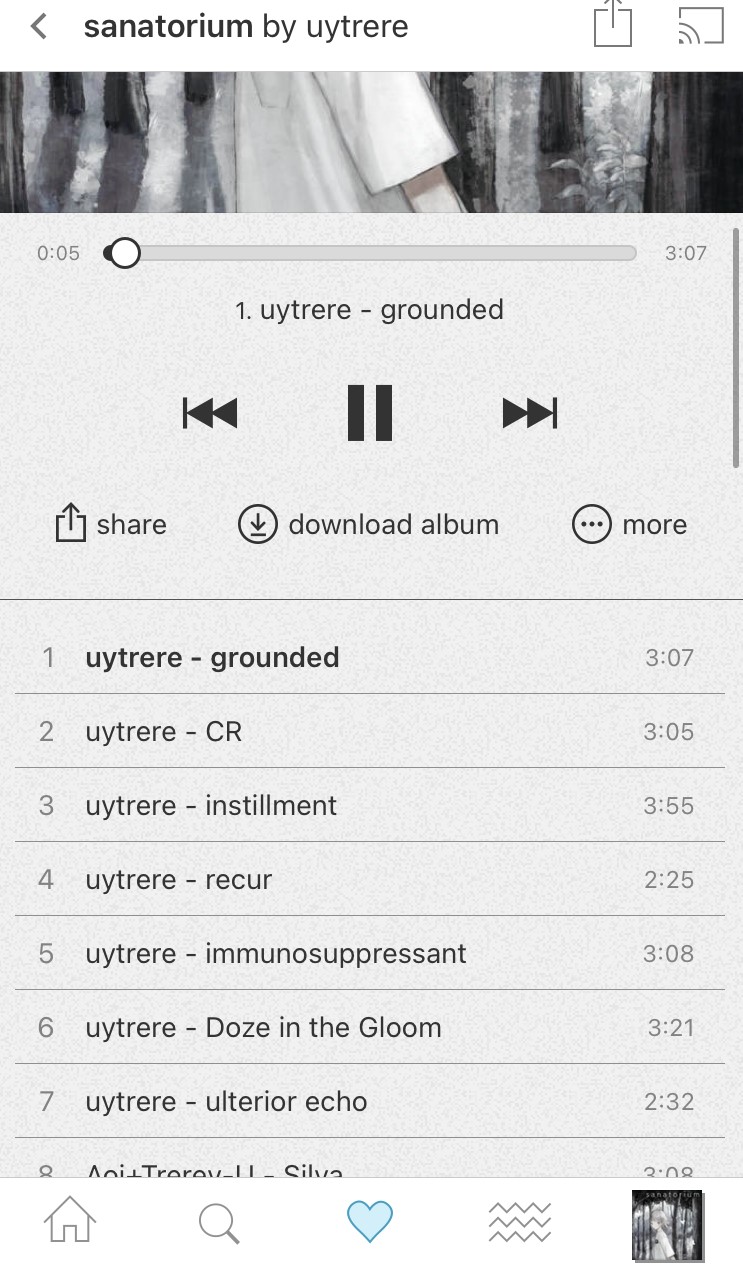 sanatorium by uytrere
0:05
3:07
1. uytrere - grounded
share
download album
more
1 uytrere - grounded 3:07
2 uytrere - CR 3:05
3 uytrere - instillment 3:55
4 uytrere - recur 2:25
5 uytrere - immunosuppressant 3:08
6 uytrere - Doze in the Gloom 3:21
7 uytrere - ulterior echo 2:32
8 Aoi+Trerey-U - Silva 3:08
sanatorium